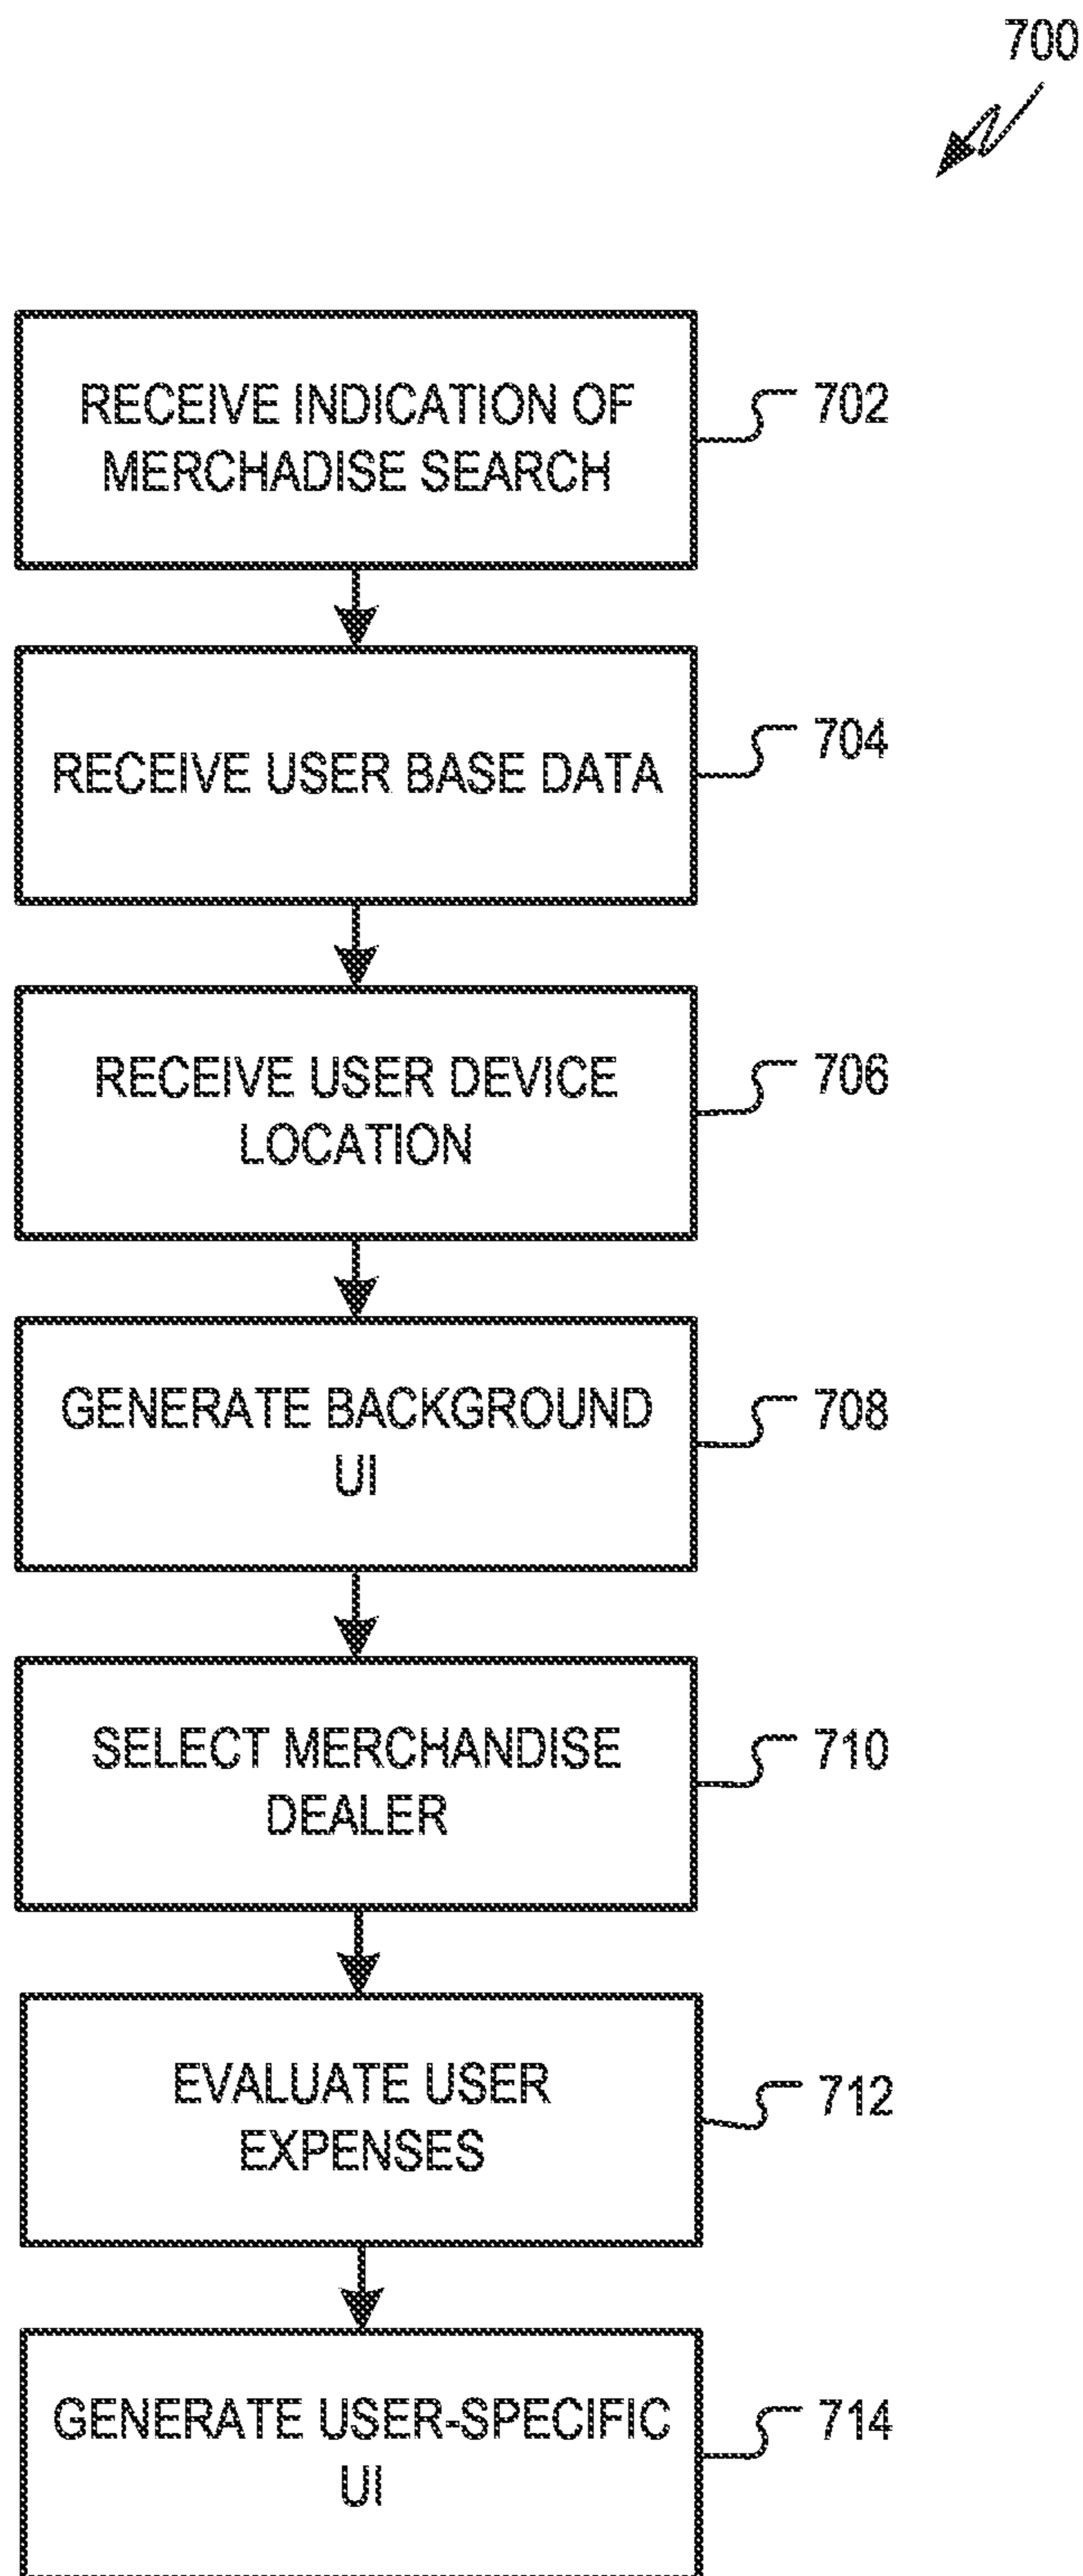 700
RECEIVE INDICATION OF
MERCHADISE SEARCH
702
RECEIVE USER BASE DATA
704
RECEIVE USER DEVICE
LOCATION
706
GENERATE BACKGROUND
UI
708
SELECT MERCHANDISE
DEALER
710
EVALUATE USER
EXPENSES
712
GENERATE USER-SPECIFIC
UI
714